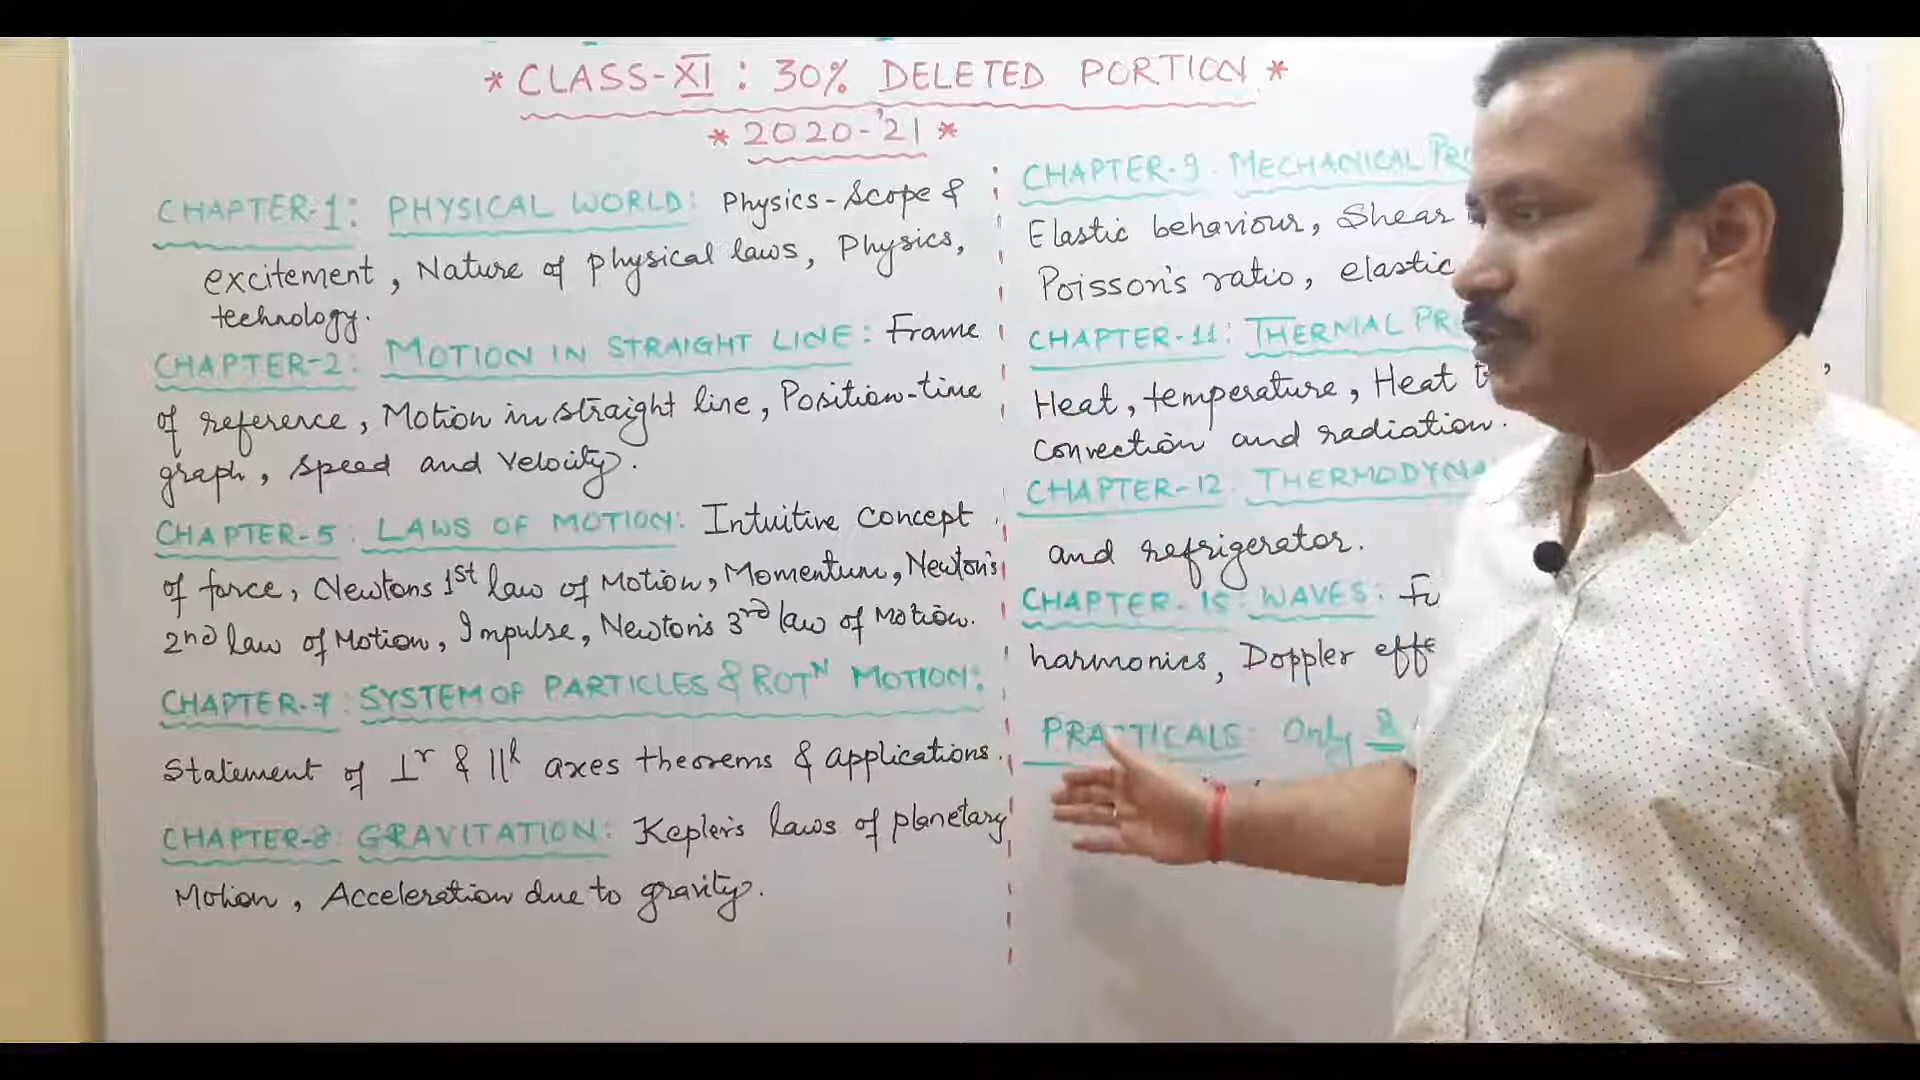 * CLASS-XI : 30% DELETED PORTION *
* 2020-'21 *
CHAPTER-1: PHYSICAL WORLD: Physics-Scope &
excitement, Nature of physical laws, Physics,
technology.
CHAPTER-2: MOTION IN STRAIGHT LINE: Frame
of reference, Motion in straight line, Position-time
graph, speed and velocity.
CHAPTER-5: LAWS OF MOTION: Intuitive concept
of force, Newtons 1st law of Motion, Momentum, Newton's
2nd law of Motion, Impulse, Newton's 3rd law of Motion.
CHAPTER-7: SYSTEM OF PARTICLES & ROTN MOTION:
Statement of ⊥r & ||l axes theorems & applications.
CHAPTER-8: GRAVITATION: Kepler's laws of planetary
Motion, Acceleration due to gravity.
CHAPTER-9. MECHANICAL
Elastic behaviour, Shear
Poisson's ratio, elastic
CHAPTER-11: THERMAL
Heat, temperature, Heat
convection and radiation.
CHAPTER-12.
and refrigerator.
CHAPTER-15: WAVES:
harmonics, Doppler
PRACTICALS: Only 8